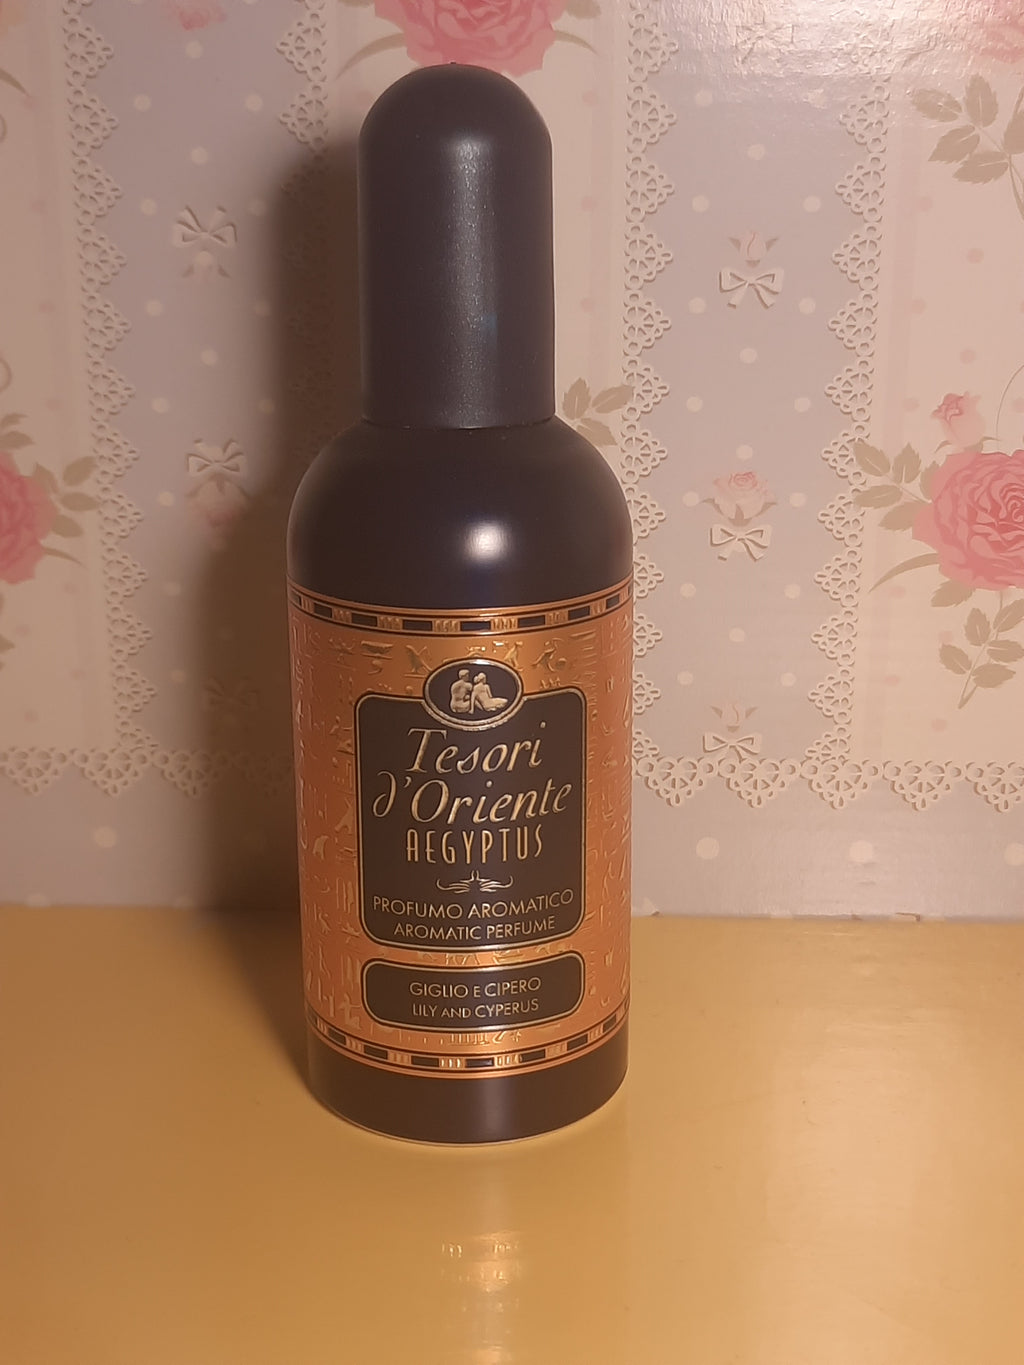 Tesori
d'Oriente
AEGYPTUS
PROFUMO AROMATICO
AROMATIC PERFUME
GIGLIO E CIPERO
LILY AND CYPERUS